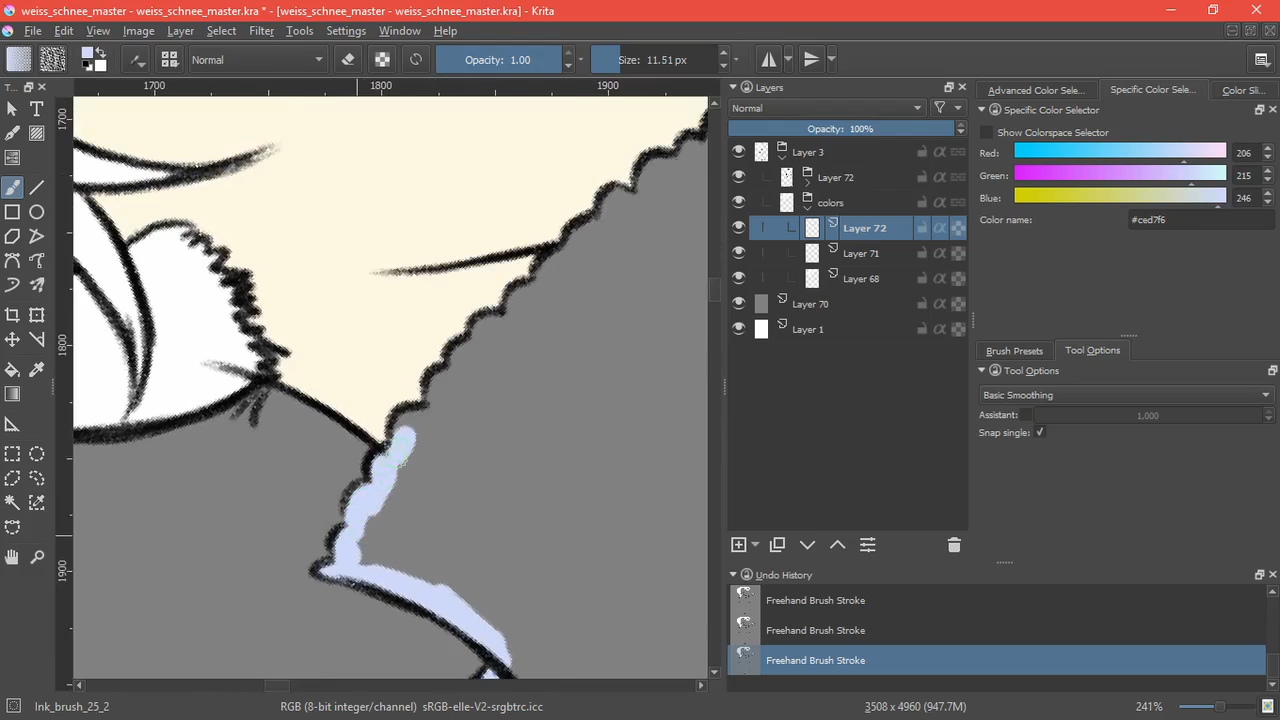 weiss_schnee_master - weiss_schnee_master.kra * - [weiss_schnee_master - weiss_schnee_master.kra] - Krita
File Edit View Image Layer Select Filter Tools Settings Window Help
Normal Opacity: 1.00 Size: 11.51 px
T...
1700 1800 1900
1700
1800
1900
Layers
Normal
Opacity: 100%
Layer 3
Layer 72
colors
Layer 72
Layer 71
Layer 68
Layer 70
Layer 1
Undo History
Freehand Brush Stroke
Freehand Brush Stroke
Freehand Brush Stroke
Advanced Color Sele... Specific Color Sele... Color Sli...
Specific Color Selector
Show Colorspace Selector
Red: 206
Green: 215
Blue: 246
Color name: #ced7f6
Brush Presets Tool Options
Tool Options
Basic Smoothing
Assistant: 1,000
Snap single:
Ink_brush_25_2 RGB (8-bit integer/channel) sRGB-elle-V2-srgbtrc.icc 3508 x 4960 (947.7M) 241%